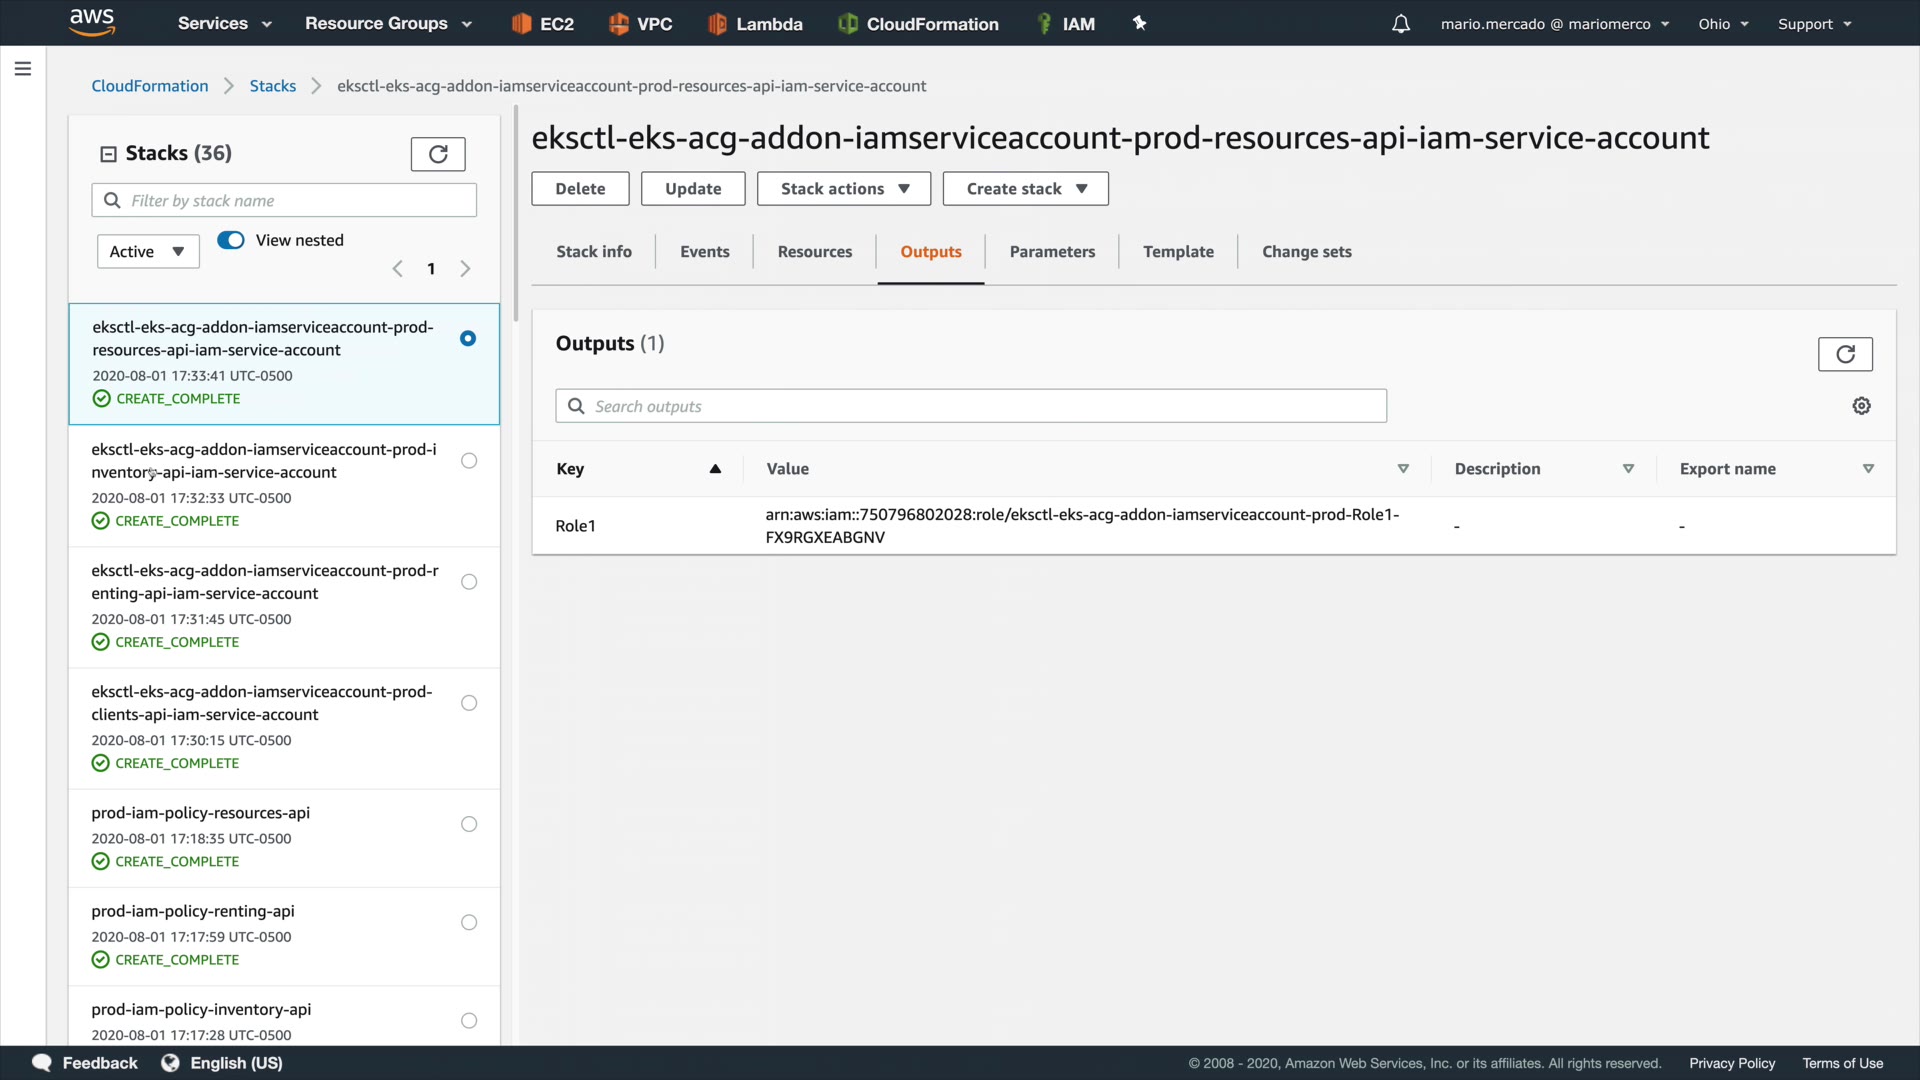 aws
Services
Resource Groups
EC2
VPC
Lambda
CloudFormation
IAM
mario.mercado @ mariomerco
Ohio
Support
CloudFormation
Stacks
eksctl-eks-acg-addon-iamserviceaccount-prod-resources-api-iam-service-account
Stacks (36)
Filter by stack name
Active
View nested
1
eksctl-eks-acg-addon-iamserviceaccount-prod-
resources-api-iam-service-account
2020-08-01 17:33:41 UTC-0500
CREATE_COMPLETE
eksctl-eks-acg-addon-iamserviceaccount-prod-i
nventory-api-iam-service-account
2020-08-01 17:32:33 UTC-0500
CREATE_COMPLETE
eksctl-eks-acg-addon-iamserviceaccount-prod-r
enting-api-iam-service-account
2020-08-01 17:31:45 UTC-0500
CREATE_COMPLETE
eksctl-eks-acg-addon-iamserviceaccount-prod-
clients-api-iam-service-account
2020-08-01 17:30:15 UTC-0500
CREATE_COMPLETE
prod-iam-policy-resources-api
2020-08-01 17:18:35 UTC-0500
CREATE_COMPLETE
prod-iam-policy-renting-api
2020-08-01 17:17:59 UTC-0500
CREATE_COMPLETE
prod-iam-policy-inventory-api
2020-08-01 17:17:28 UTC-0500
eksctl-eks-acg-addon-iamserviceaccount-prod-resources-api-iam-service-account
Delete
Update
Stack actions
Create stack
Stack info
Events
Resources
Outputs
Parameters
Template
Change sets
Outputs (1)
Search outputs
Key
Value
Description
Export name
Role1
arn:aws:iam::750796802028:role/eksctl-eks-acg-addon-iamserviceaccount-prod-Role1-
FX9RGXEABGNV
-
-
Feedback
English (US)
© 2008 - 2020, Amazon Web Services, Inc. or its affiliates. All rights reserved.
Privacy Policy
Terms of Use